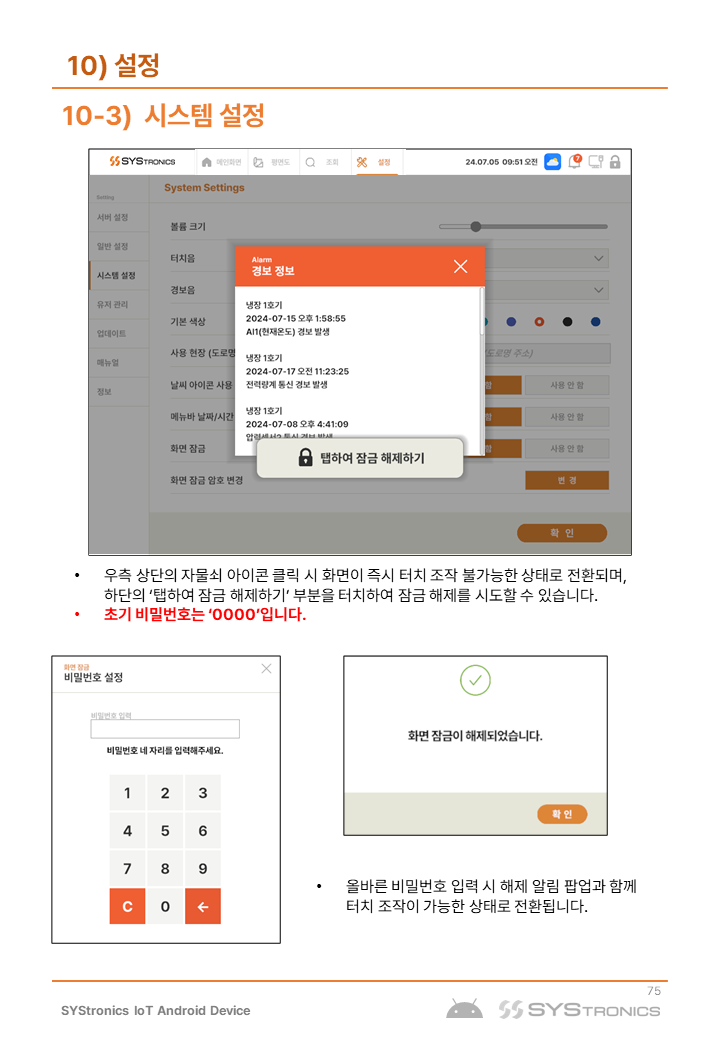 10) 설정
10-3) 시스템 설정
SYSTRONICS
메인화면
평면도
조회
설정
24.07.05 09:51 오전
7
Setting
System Settings
서버 설정
일반 설정
시스템 설정
유저 관리
업데이트
메뉴얼
정보
볼륨 크기
터치음
경보음
기본 색상
사용 현장 (도로명
도로명 주소)
날씨 아이콘 사용
함
사용 안 함
메뉴바 날짜/시간
함
사용 안 함
화면 잠금
함
사용 안 함
화면 잠금 암호 변경
변 경
확 인
Alarm
경보 정보
냉장 1호기
2024-07-15 오후 1:58:55
AI1(현재온도) 경보 발생
냉장 1호기
2024-07-17 오전 11:23:25
전력량계 통신 경보 발생
냉장 1호기
2024-07-08 오후 4:41:09
압력센서2 통신 경보 발생
탭하여 잠금 해제하기
• 우측 상단의 자물쇠 아이콘 클릭 시 화면이 즉시 터치 조작 불가능한 상태로 전환되며,
하단의 ‘탭하여 잠금 해제하기’ 부분을 터치하여 잠금 해제를 시도할 수 있습니다.
• 초기 비밀번호는 ‘0000’입니다.
화면 잠금
비밀번호 설정
비밀번호 입력
비밀번호 네 자리를 입력해주세요.
1 2 3
4 5 6
7 8 9
C 0 ←
화면 잠금이 해제되었습니다.
확 인
• 올바른 비밀번호 입력 시 해제 알림 팝업과 함께
터치 조작이 가능한 상태로 전환됩니다.
75
SYStronics IoT Android Device
SYSTRONICS